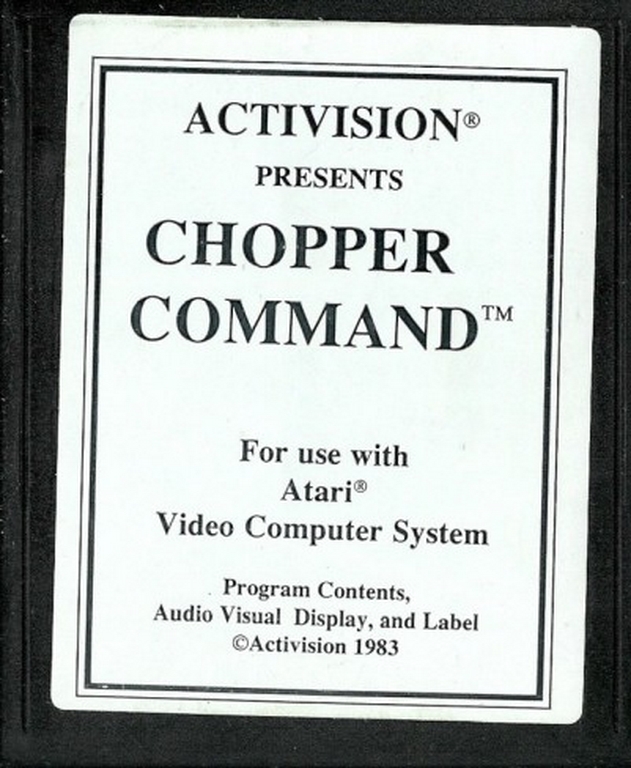 ACTIVISION®
PRESENTS
CHOPPER
COMMAND™
For use with
Atari®
Video Computer System
Program Contents,
Audio Visual Display, and Label
©Activision 1983